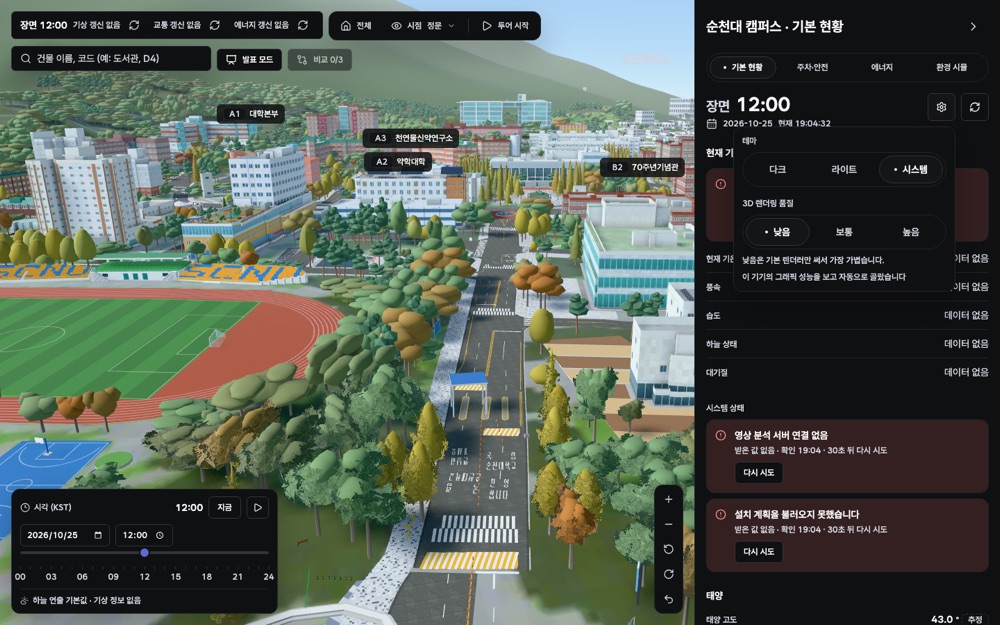 장면 12:00 기상 갱신 없음 교통 갱신 없음 에너지 갱신 없음
전체 시점 정문 투어 시작
건물 이름, 코드 (예: 도서관, D4)
발표 모드
비교 0/3
A1 대학본부
A3 천연물신약연구소
A2 약학대학
B2 70주년기념관
SCNU SCNU
시각 (KST) 12:00 지금
2026/10/25 12:00
00 03 06 09 12 15 18 21 24
하늘 연출 기본값 · 기상 정보 없음
순천대 캠퍼스 · 기본 현황
기본 현황 주차·안전 에너지 환경 시뮬
장면 12:00
2026-10-25 현재 19:04:32
테마
다크 라이트 시스템
3D 렌더링 품질
낮음 보통 높음
낮음은 기본 렌더러만 써서 가장 가볍습니다.
이 기기의 그래픽 성능을 보고 자동으로 골랐습니다
현재 기
현재 기 이터 없음
풍속 데이터 없음
습도 데이터 없음
하늘 상태 데이터 없음
대기질 데이터 없음
시스템 상태
영상 분석 서버 연결 없음
받은 값 없음 · 확인 19:04 · 30초 뒤 다시 시도
다시 시도
설치 계획을 불러오지 못했습니다
받은 값 없음 · 확인 19:04 · 30초 뒤 다시 시도
다시 시도
태양
태양 고도 43.0 ° 추정